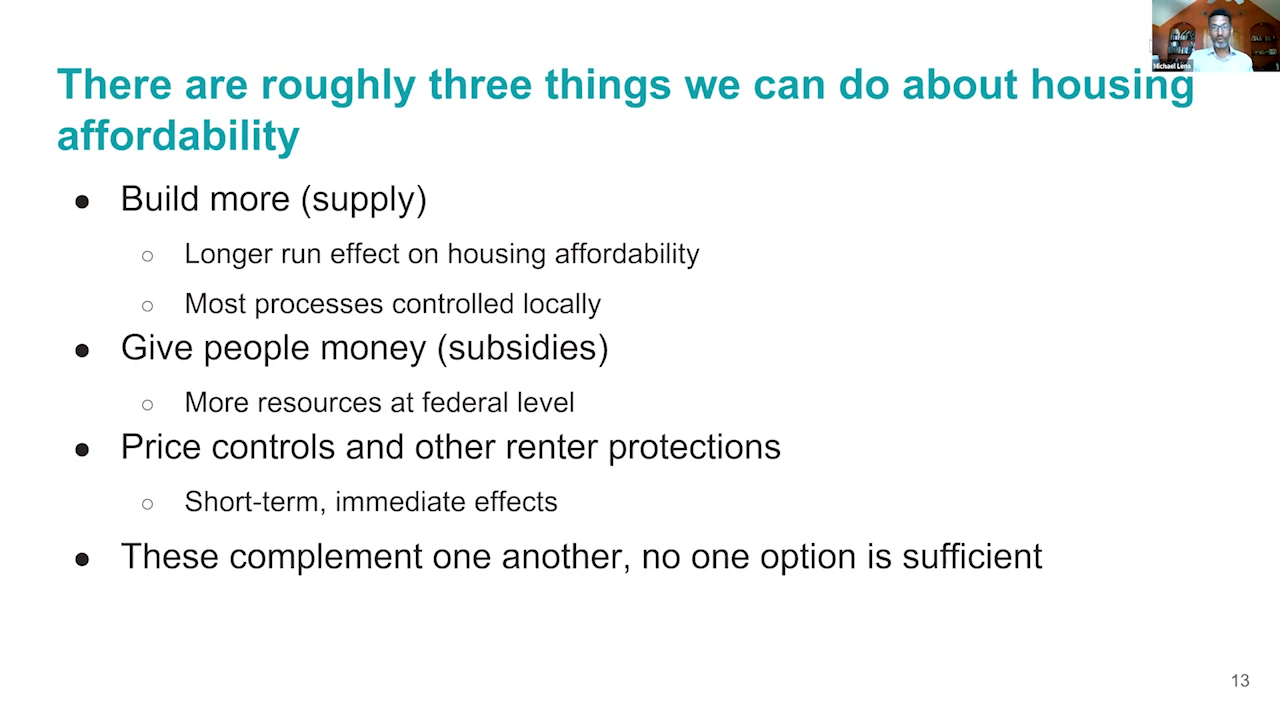 There are roughly three things we can do about housing
affordability
● Build more (supply)
○ Longer run effect on housing affordability
○ Most processes controlled locally
● Give people money (subsidies)
○ More resources at federal level
● Price controls and other renter protections
○ Short-term, immediate effects
● These complement one another, no one option is sufficient
Michael Lens
13